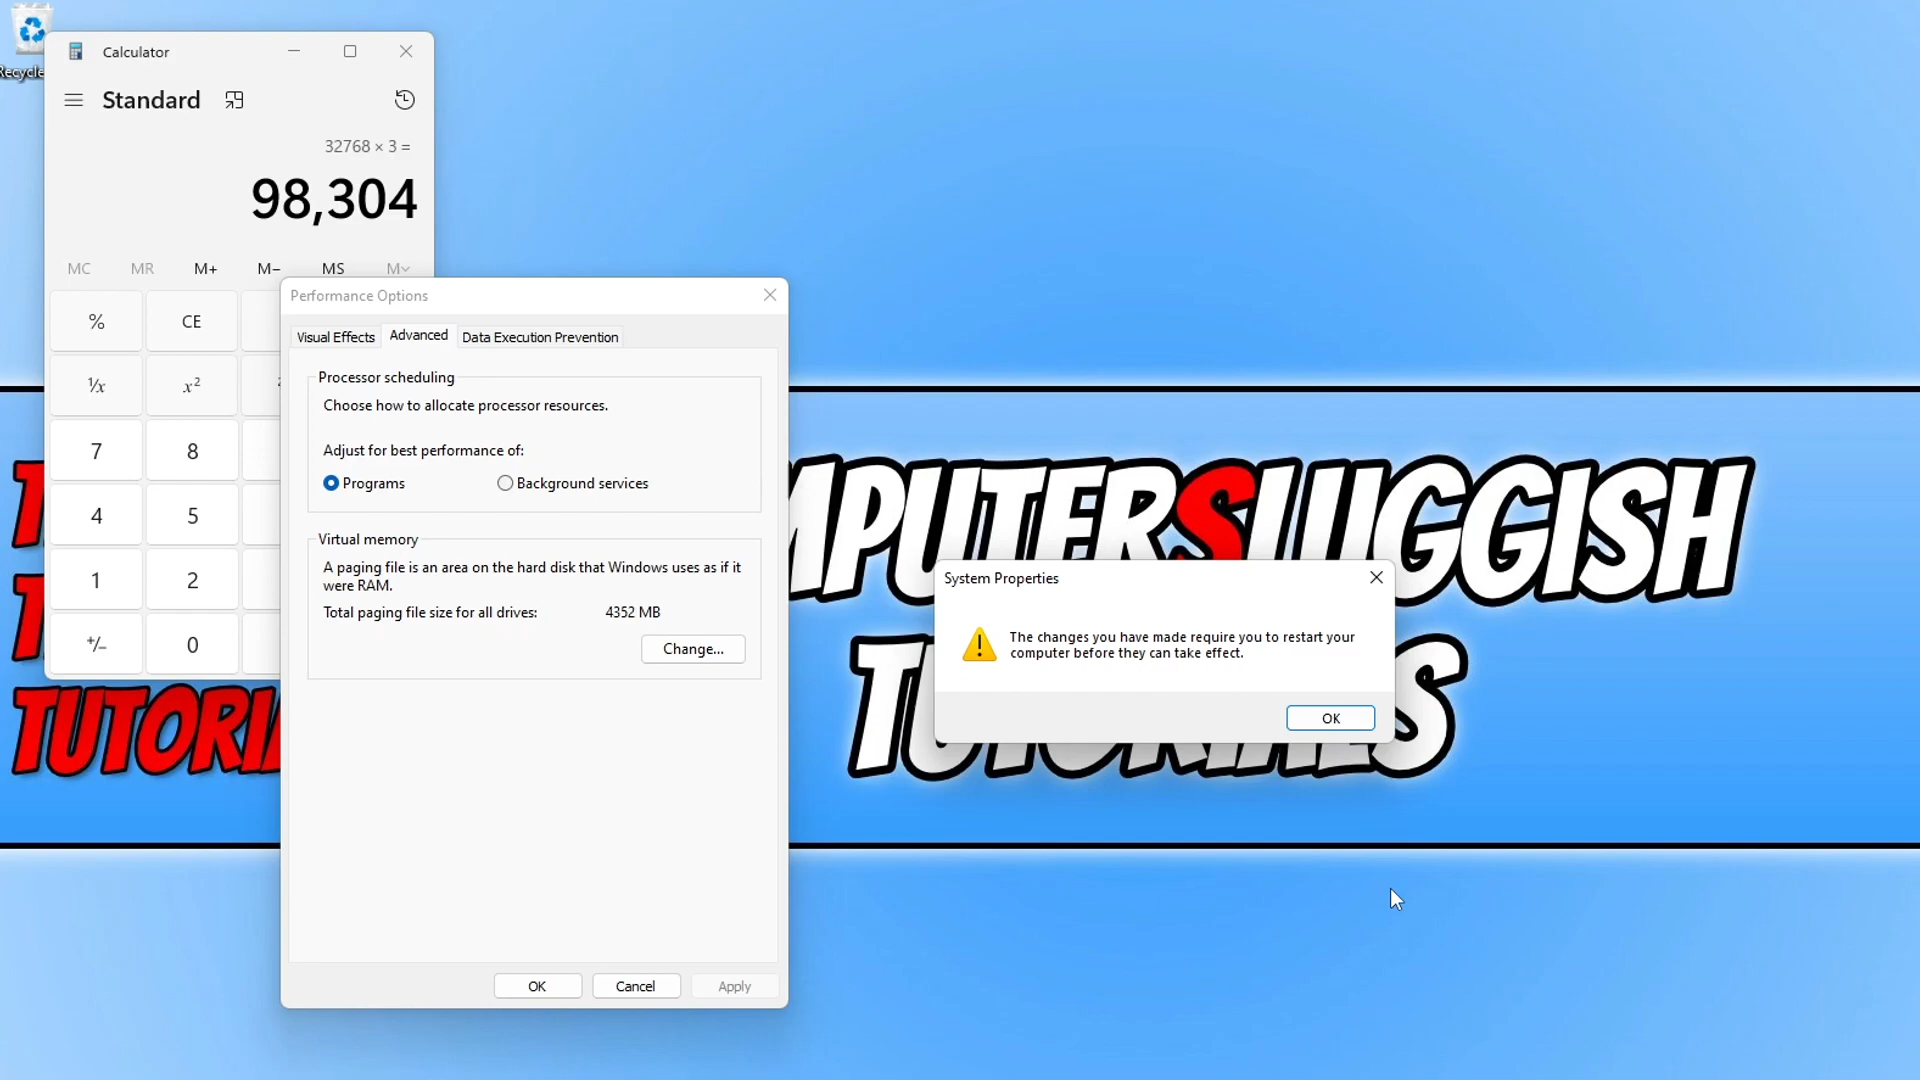 Recycle
Calculator
Standard
32768 × 3 =
98,304
MC MR M+ M− MS M
% CE
¹/x x² 2
7 8
4 5
1 2
+/− 0
Performance Options
Visual Effects Advanced Data Execution Prevention
Processor scheduling
Choose how to allocate processor resources.
Adjust for best performance of:
Programs Background services
Virtual memory
A paging file is an area on the hard disk that Windows uses as if it
were RAM.
Total paging file size for all drives: 4352 MB
Change...
OK Cancel Apply
MPUTERSLUGGISH
TUTORIALS
TUTORIA
System Properties
The changes you have made require you to restart your
computer before they can take effect.
OK